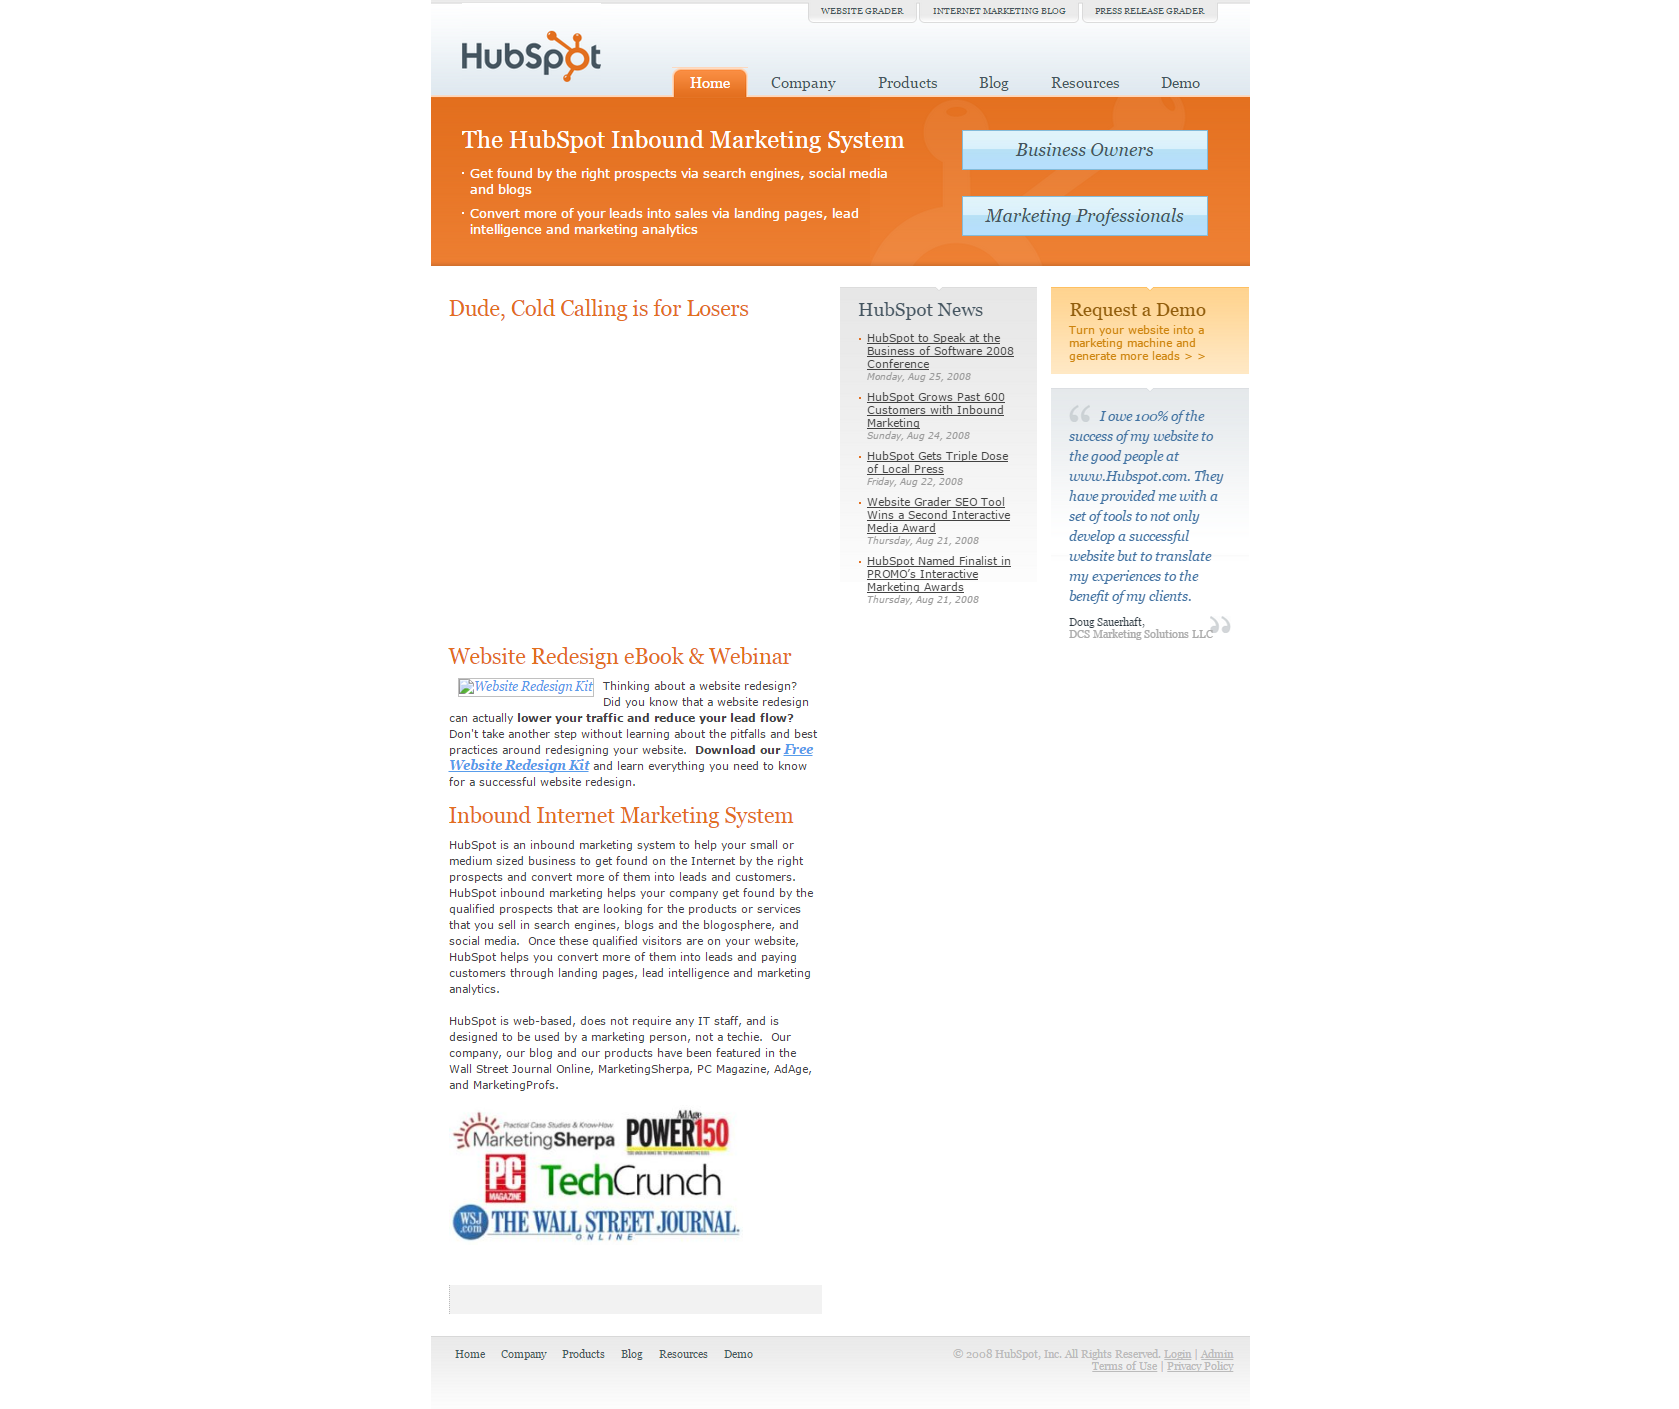 WEBSITE GRADER
INTERNET MARKETING BLOG
PRESS RELEASE GRADER
HubSpot
Home
Company
Products
Blog
Resources
Demo
The HubSpot Inbound Marketing System
· Get found by the right prospects via search engines, social media
and blogs
· Convert more of your leads into sales via landing pages, lead
intelligence and marketing analytics
Business Owners
Marketing Professionals
Dude, Cold Calling is for Losers
Website Redesign eBook & Webinar
Website Redesign Kit
Thinking about a website redesign?
Did you know that a website redesign
can actually lower your traffic and reduce your lead flow?
Don't take another step without learning about the pitfalls and best
practices around redesigning your website. Download our Free
Website Redesign Kit and learn everything you need to know
for a successful website redesign.
Inbound Internet Marketing System
HubSpot is an inbound marketing system to help your small or
medium sized business to get found on the Internet by the right
prospects and convert more of them into leads and customers.
HubSpot inbound marketing helps your company get found by the
qualified prospects that are looking for the products or services
that you sell in search engines, blogs and the blogosphere, and
social media. Once these qualified visitors are on your website,
HubSpot helps you convert more of them into leads and paying
customers through landing pages, lead intelligence and marketing
analytics.
HubSpot is web-based, does not require any IT staff, and is
designed to be used by a marketing person, not a techie. Our
company, our blog and our products have been featured in the
Wall Street Journal Online, MarketingSherpa, PC Magazine, AdAge,
and MarketingProfs.
Practical Case Studies & Know-How
MarketingSherpa
AdAge
POWER150
PC
MAGAZINE
TechCrunch
WSJ
.com
THE WALL STREET JOURNAL.
ONLINE
HubSpot News
· HubSpot to Speak at the
Business of Software 2008
Conference
Monday, Aug 25, 2008
· HubSpot Grows Past 600
Customers with Inbound
Marketing
Sunday, Aug 24, 2008
· HubSpot Gets Triple Dose
of Local Press
Friday, Aug 22, 2008
· Website Grader SEO Tool
Wins a Second Interactive
Media Award
Thursday, Aug 21, 2008
· HubSpot Named Finalist in
PROMO's Interactive
Marketing Awards
Thursday, Aug 21, 2008
Request a Demo
Turn your website into a
marketing machine and
generate more leads > >
“ I owe 100% of the
success of my website to
the good people at
www.Hubspot.com. They
have provided me with a
set of tools to not only
develop a successful
website but to translate
my experiences to the
benefit of my clients.
Doug Sauerhaft,
DCS Marketing Solutions LLC ”
Home
Company
Products
Blog
Resources
Demo
© 2008 HubSpot, Inc. All Rights Reserved. Login | Admin
Terms of Use | Privacy Policy